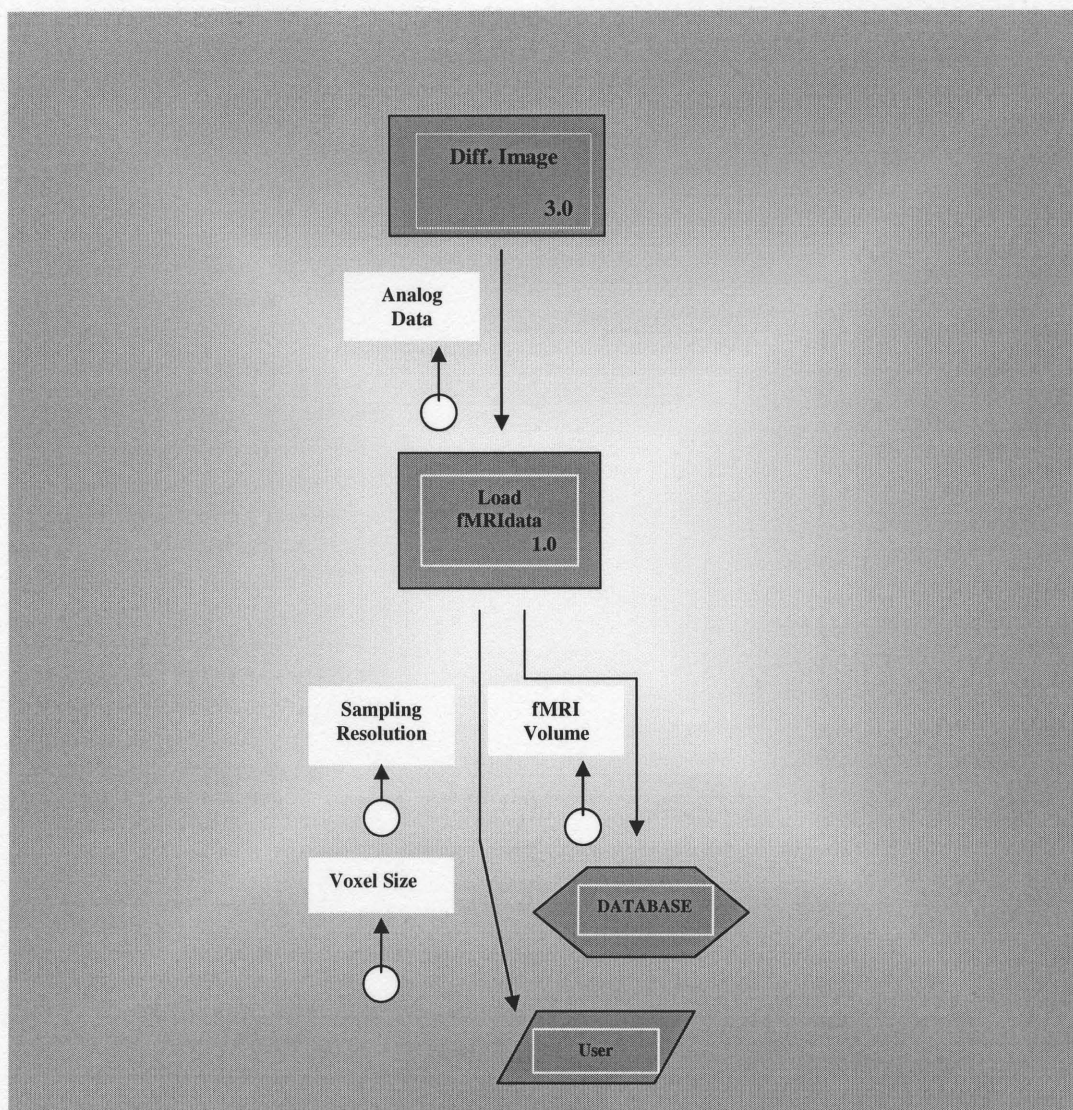 Diff. Image
3.0
Analog
Data
Load
fMRIdata
1.0
Sampling
Resolution
fMRI
Volume
Voxel Size
DATABASE
User